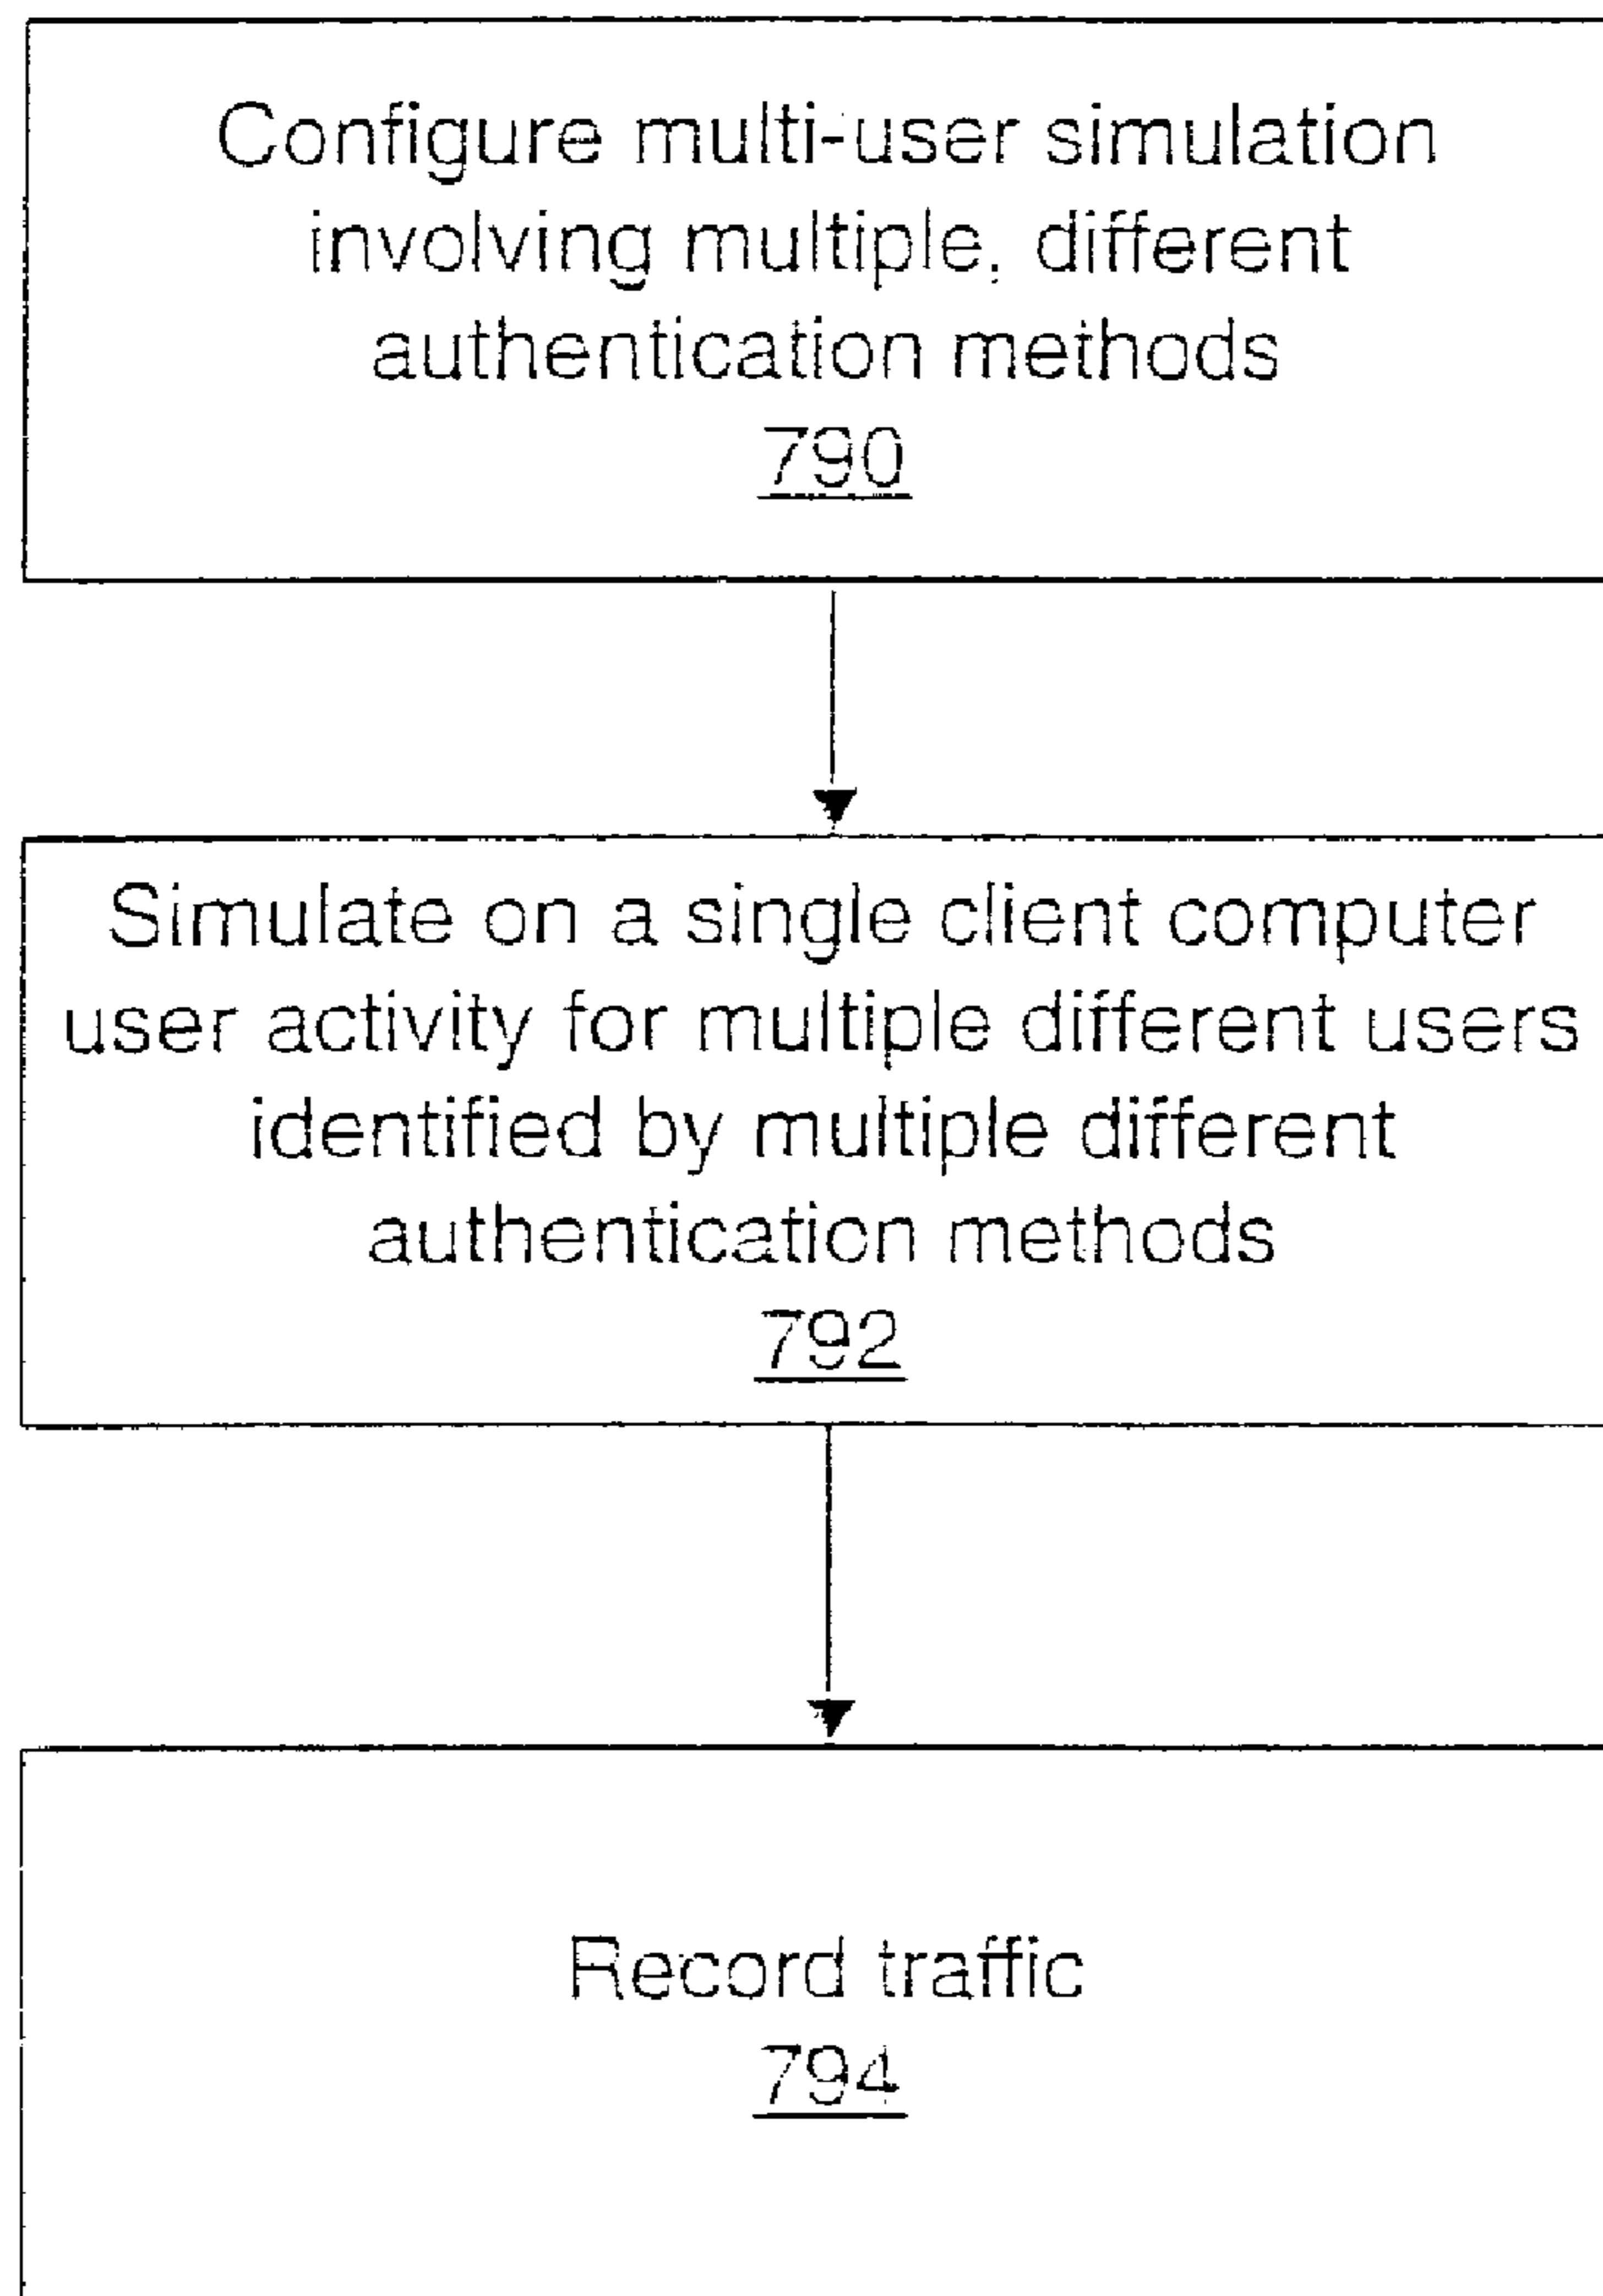 Configure multi-user simulation
involving multiple, different
authentication methods
790
Simulate on a single client computer
user activity for multiple different users
identified by multiple different
authentication methods
792
Record traffic
794